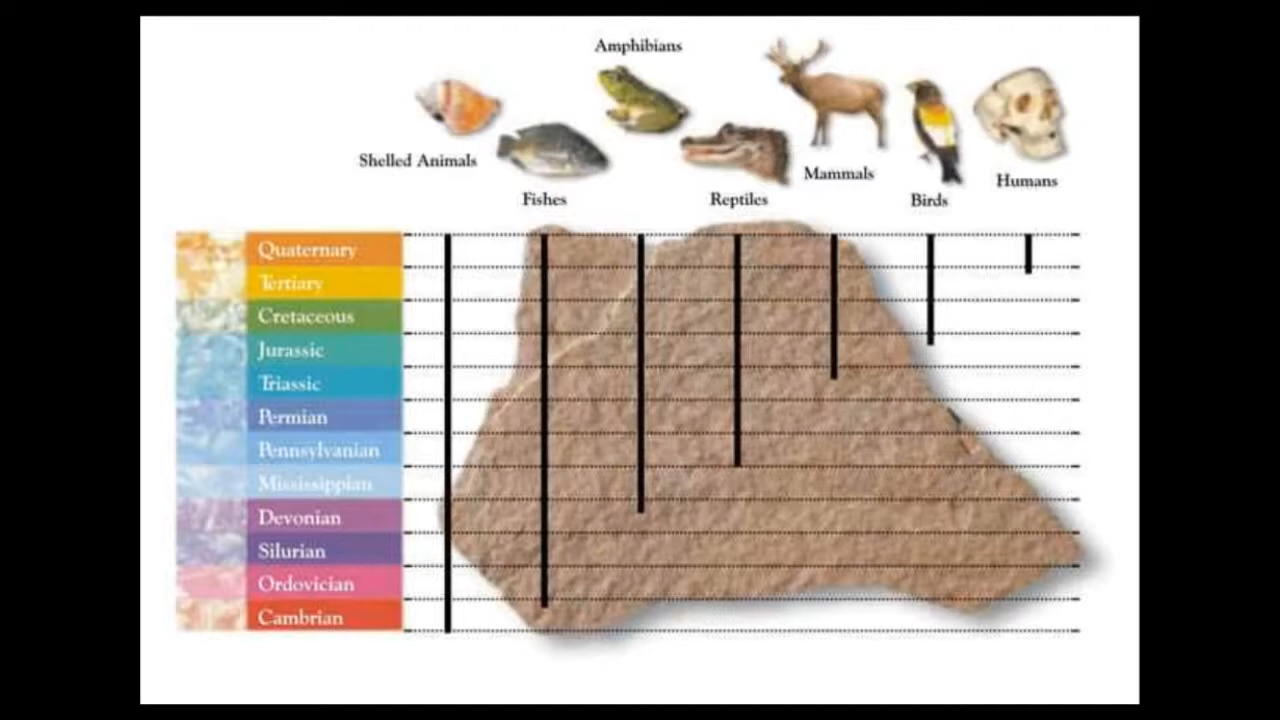 Amphibians
Shelled Animals
Fishes
Reptiles
Mammals
Birds
Humans
Quaternary
Tertiary
Cretaceous
Jurassic
Triassic
Permian
Pennsylvanian
Mississippian
Devonian
Silurian
Ordovician
Cambrian